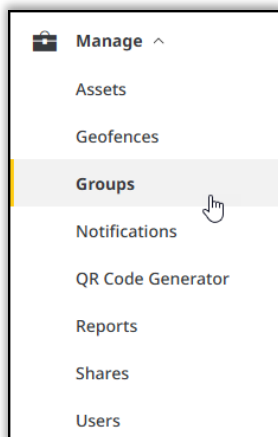 Manage
Assets
Geofences
Groups
Notifications
QR Code Generator
Reports
Shares
Users